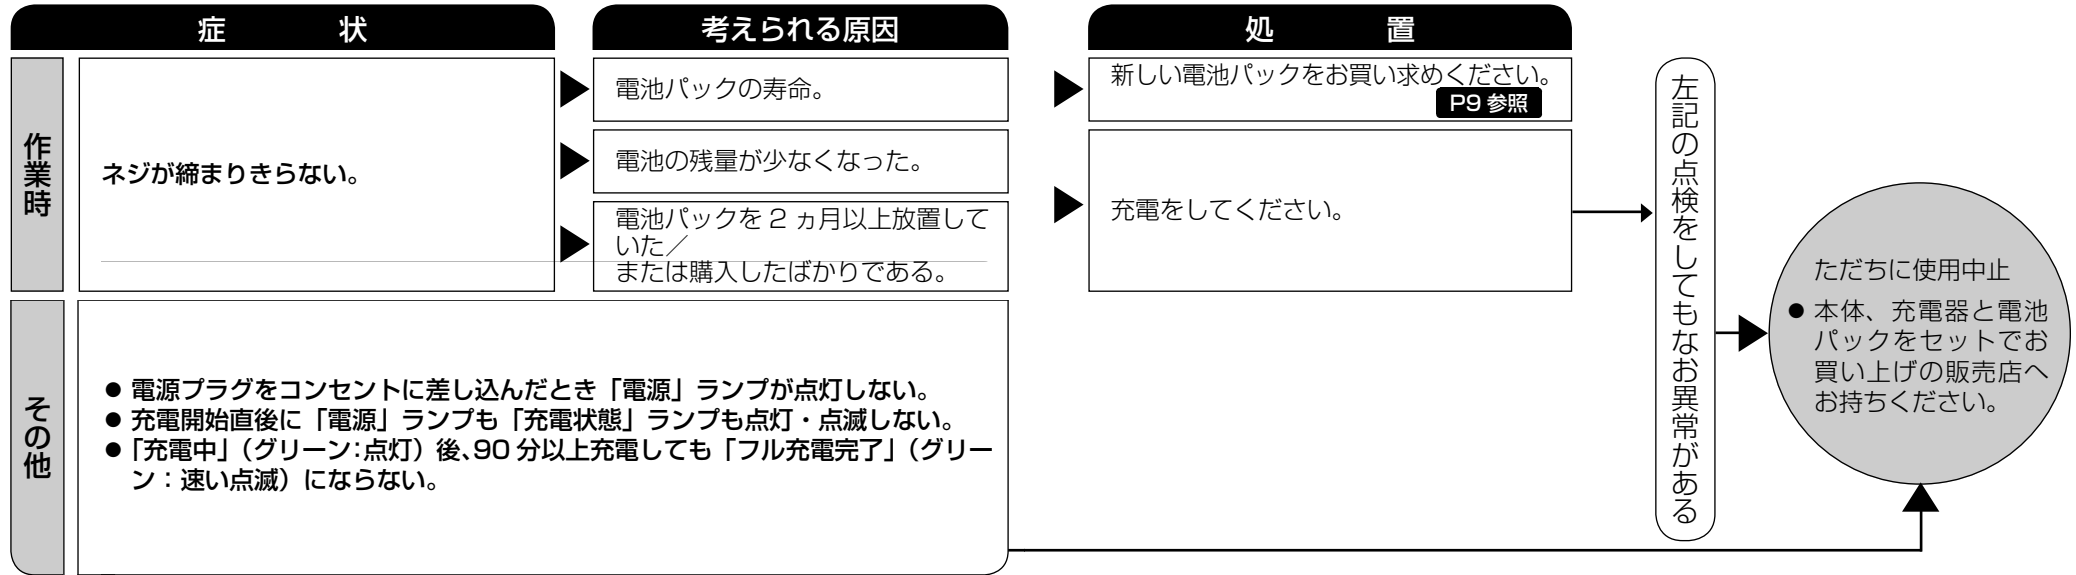 症　状
考えられる原因
処　置
作業時
ネジが締まりきらない。
電池パックの寿命。
新しい電池パックをお買い求めください。
P9 参照
電池の残量が少なくなった。
電池パックを 2 ヵ月以上放置して
いた／
または購入したばかりである。
充電をしてください。
左記の点検をしてもなお異常がある
ただちに使用中止
● 本体、充電器と電池
パックをセットでお
買い上げの販売店へ
お持ちください。
その他
● 電源プラグをコンセントに差し込んだとき「電源」ランプが点灯しない。
● 充電開始直後に「電源」ランプも「充電状態」ランプも点灯・点滅しない。
●「充電中」（グリーン：点灯）後、90 分以上充電しても「フル充電完了」（グリー
ン：速い点滅）にならない。